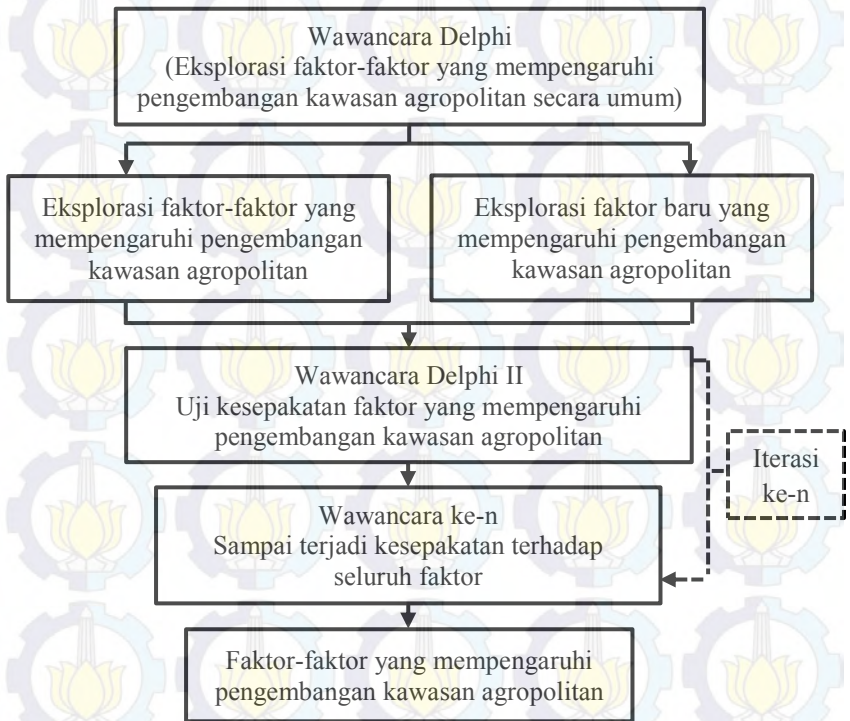 Wawancara Delphi
(Eksplorasi faktor-faktor yang mempengaruhi
pengembangan kawasan agropolitan secara umum)
Eksplorasi faktor-faktor yang
mempengaruhi pengembangan
kawasan agropolitan
Eksplorasi faktor baru yang
mempengaruhi pengembangan
kawasan agropolitan
Wawancara Delphi II
Uji kesepakatan faktor yang mempengaruhi
pengembangan kawasan agropolitan
Iterasi
ke-n
Wawancara ke-n
Sampai terjadi kesepakatan terhadap
seluruh faktor
Faktor-faktor yang mempengaruhi
pengembangan kawasan agropolitan